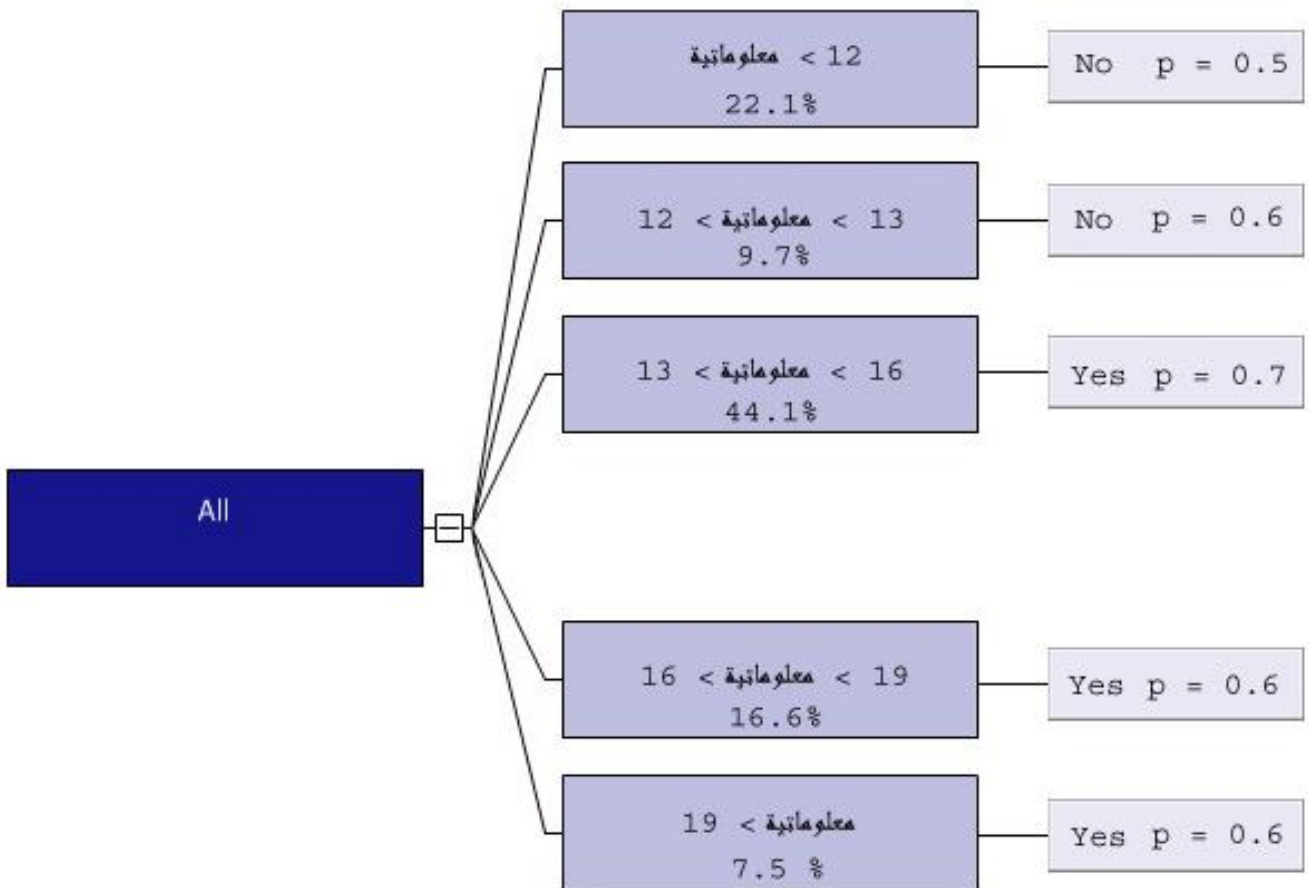 All
معلوماتية < 12
22.1%
No p = 0.5
12 < معلوماتية < 13
9.7%
No p = 0.6
13 < معلوماتية < 16
44.1%
Yes p = 0.7
16 < معلوماتية < 19
16.6%
Yes p = 0.6
19 < معلوماتية
7.5 %
Yes p = 0.6